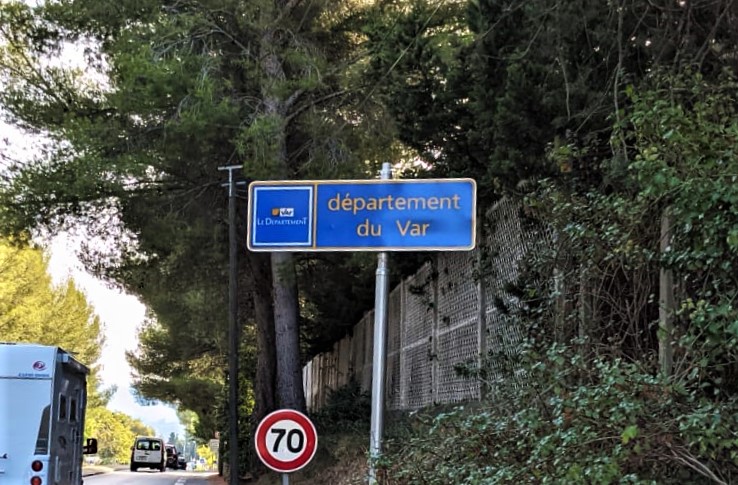 Var
LE DÉPARTEMENT
département
du Var
70